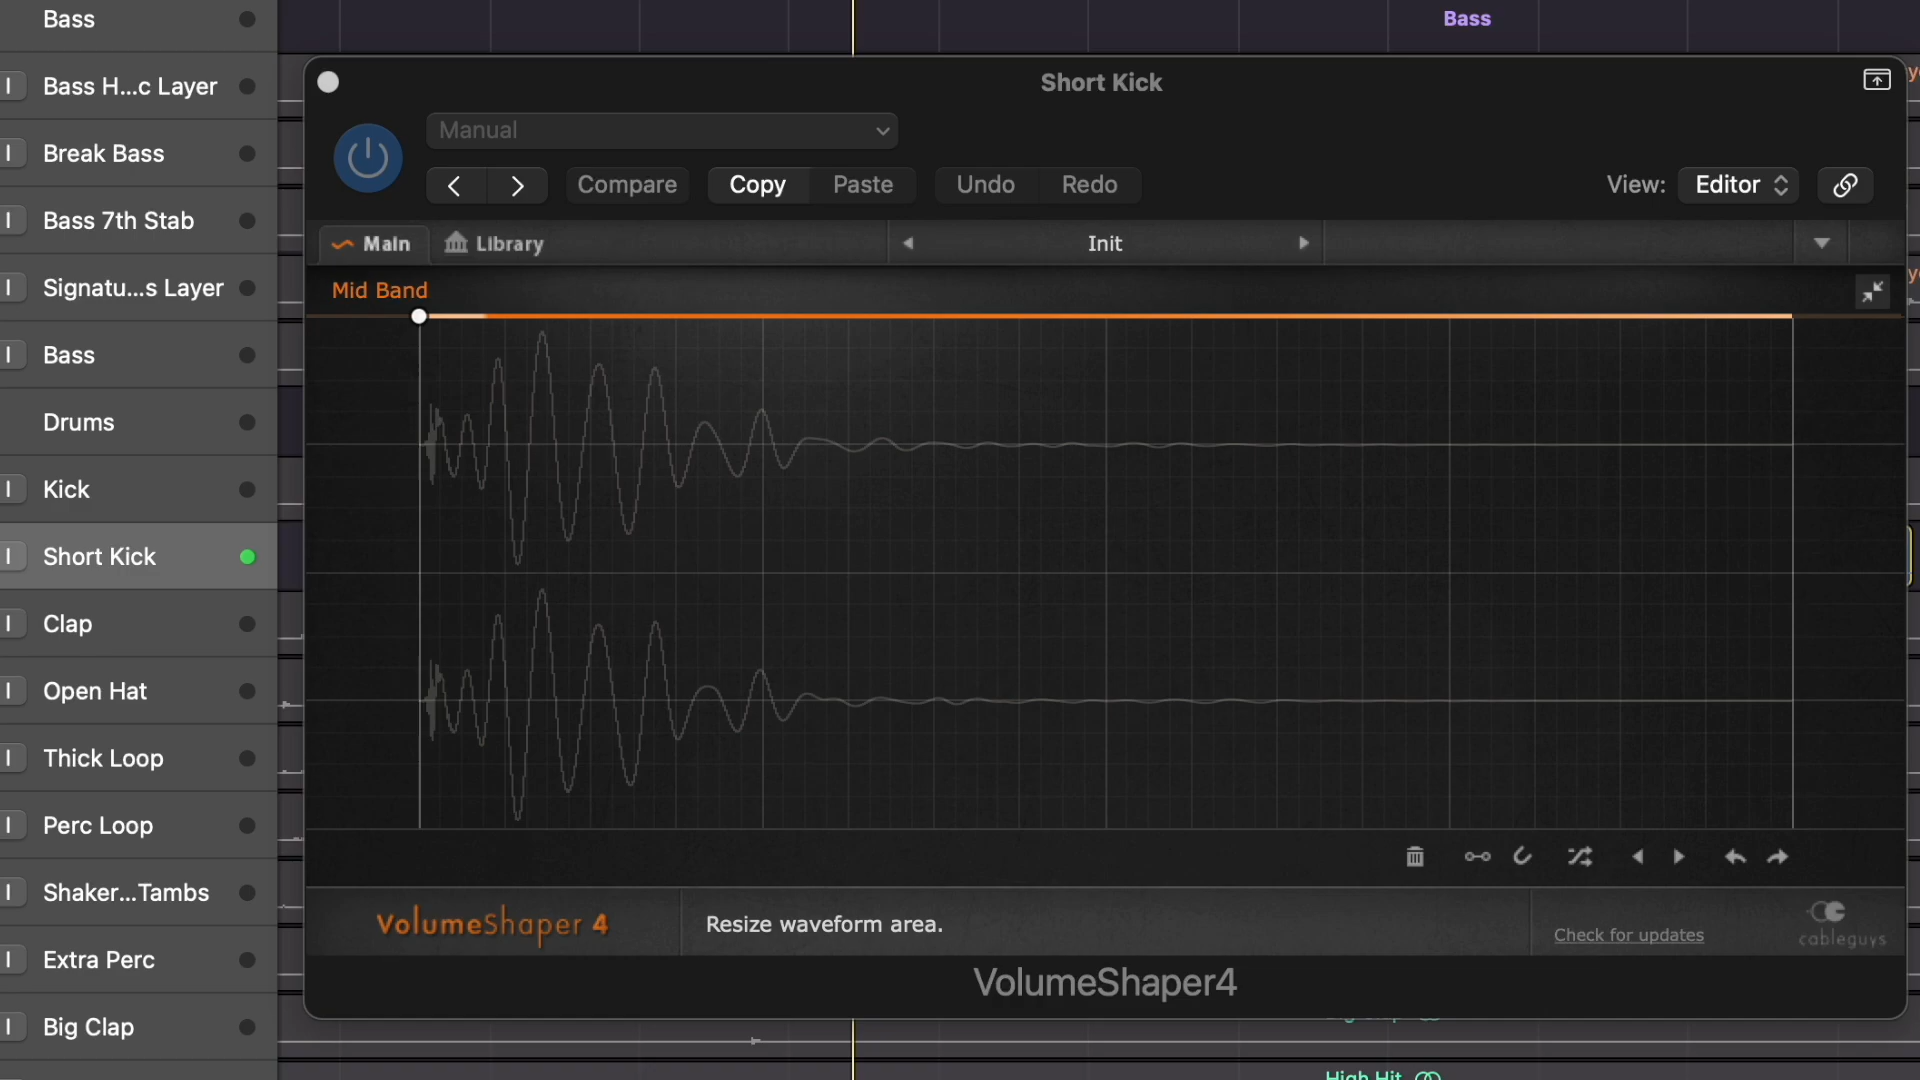 Bass
Bass
Bass H...c Layer
Short Kick
Manual
Break Bass
Compare
Copy
Paste
Undo
Redo
View:
Editor
Bass 7th Stab
Main
Library
Init
Signatu...s Layer
Mid Band
Bass
Drums
Kick
Short Kick
Clap
Open Hat
Thick Loop
Perc Loop
Shaker...Tambs
VolumeShaper 4
Resize waveform area.
Check for updates
cableguys
Extra Perc
VolumeShaper4
Big Clap
High Hit